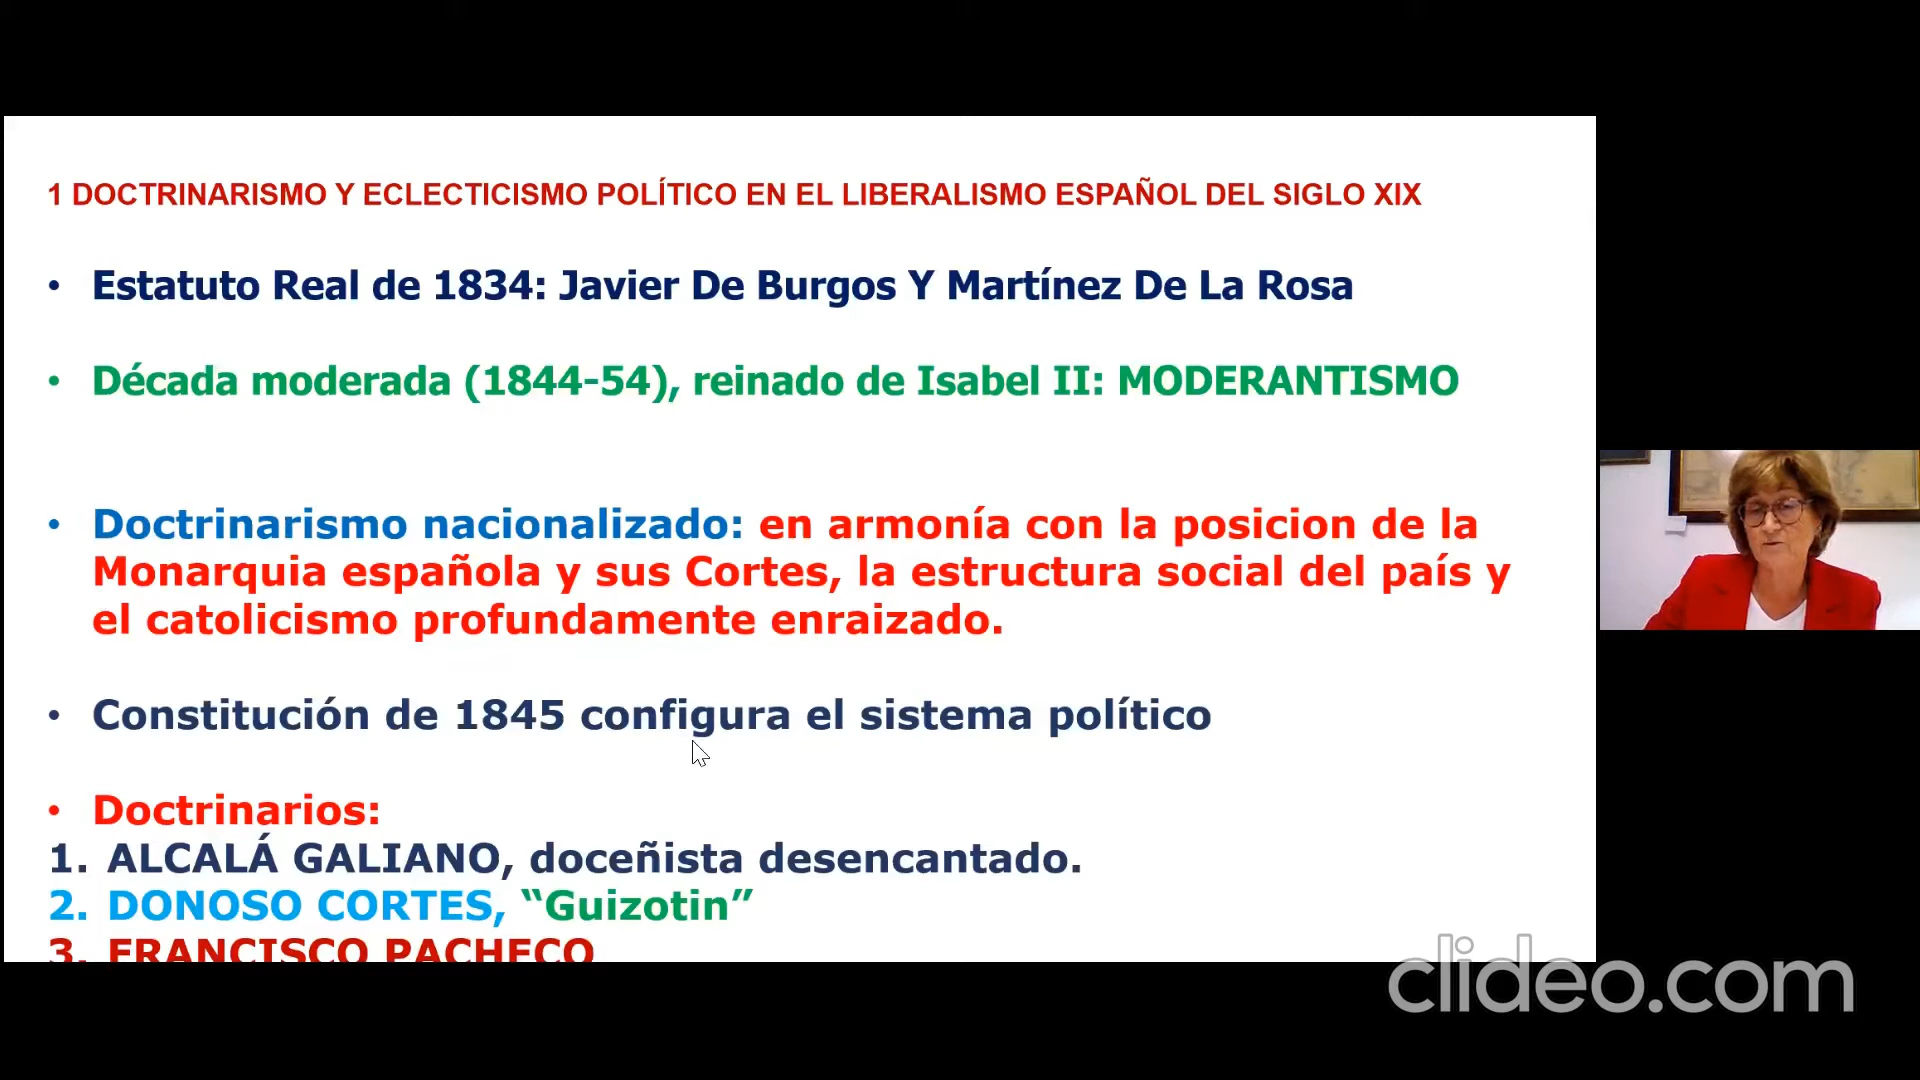 1 DOCTRINARISMO Y ECLECTICISMO POLÍTICO EN EL LIBERALISMO ESPAÑOL DEL SIGLO XIX
• Estatuto Real de 1834: Javier De Burgos Y Martínez De La Rosa
• Década moderada (1844-54), reinado de Isabel II: MODERANTISMO
• Doctrinarismo nacionalizado: en armonía con la posicion de la
Monarquia española y sus Cortes, la estructura social del país y
el catolicismo profundamente enraizado.
• Constitución de 1845 configura el sistema político
• Doctrinarios:
1. ALCALÁ GALIANO, doceñista desencantado.
2. DONOSO CORTES, “Guizotin”
3. FRANCISCO PACHECO
clideo.com